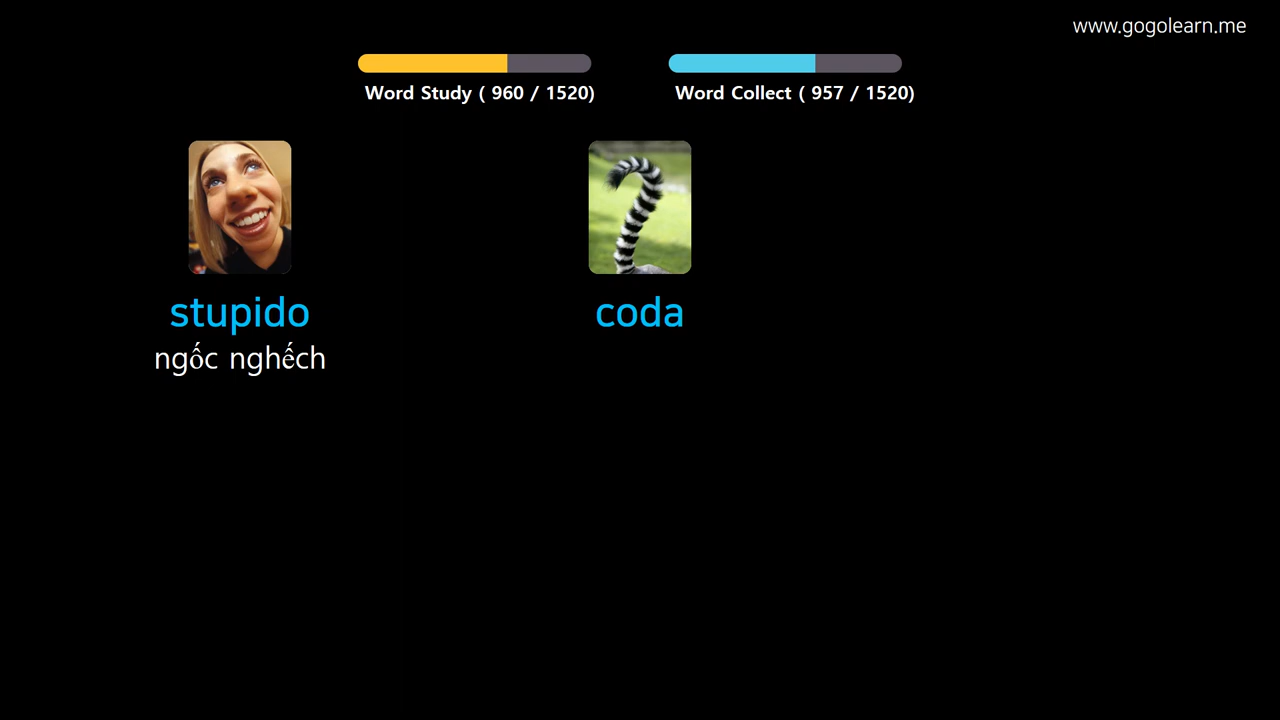 www.gogolearn.me
Word Study ( 960 / 1520)
Word Collect ( 957 / 1520)
stupido
ngốc nghếch
coda